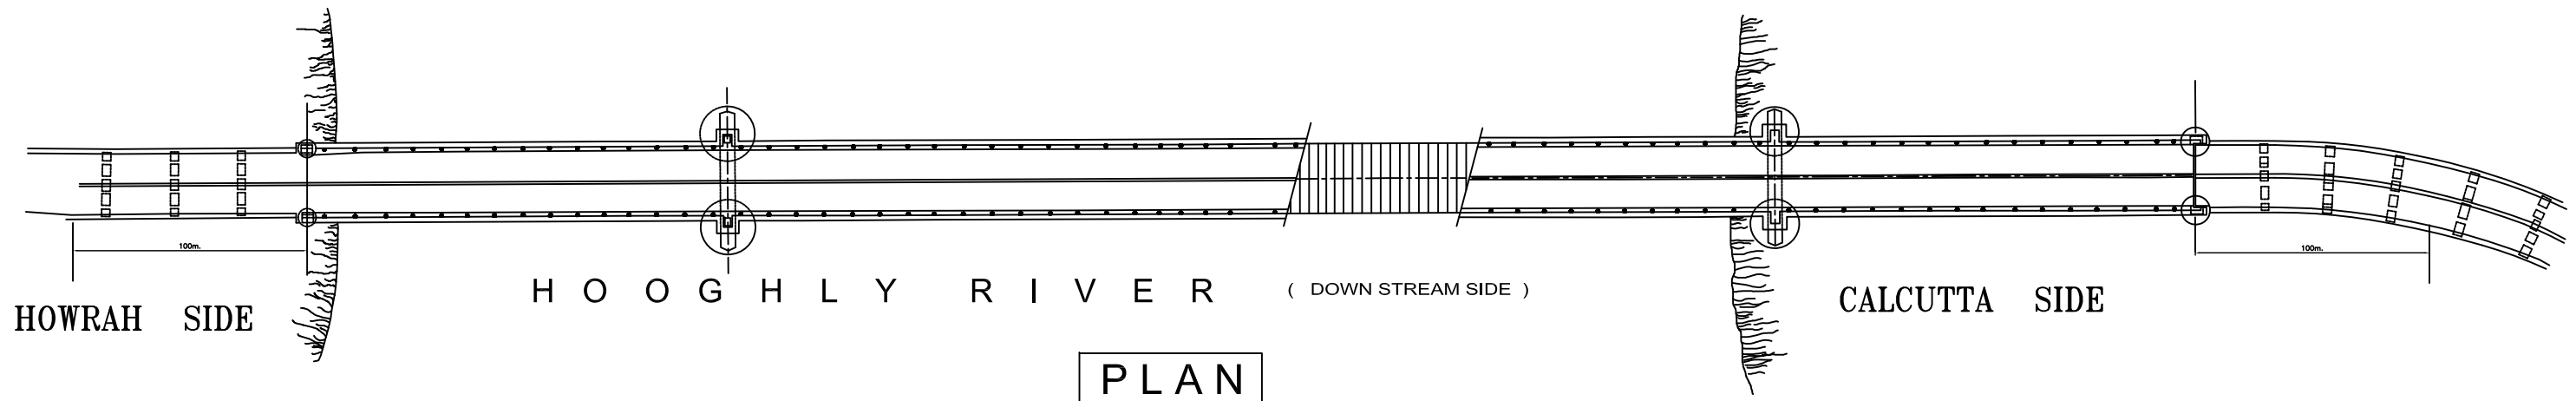 100m.
100m.
HOOGHLY RIVER ( DOWN STREAM SIDE )
HOWRAH SIDE
CALCUTTA SIDE
PLAN